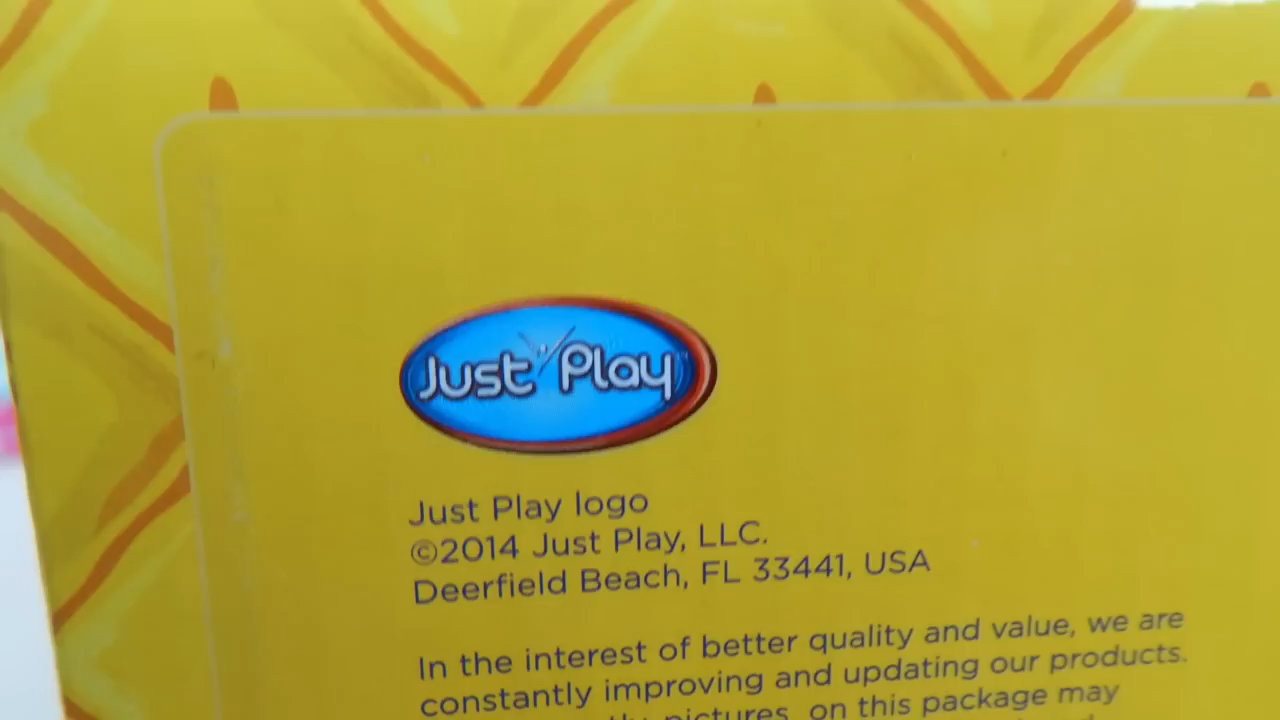 Just Play
Just Play logo
©2014 Just Play, LLC.
Deerfield Beach, FL 33441, USA
In the interest of better quality and value, we are
constantly improving and updating our products.
pictures on this package may